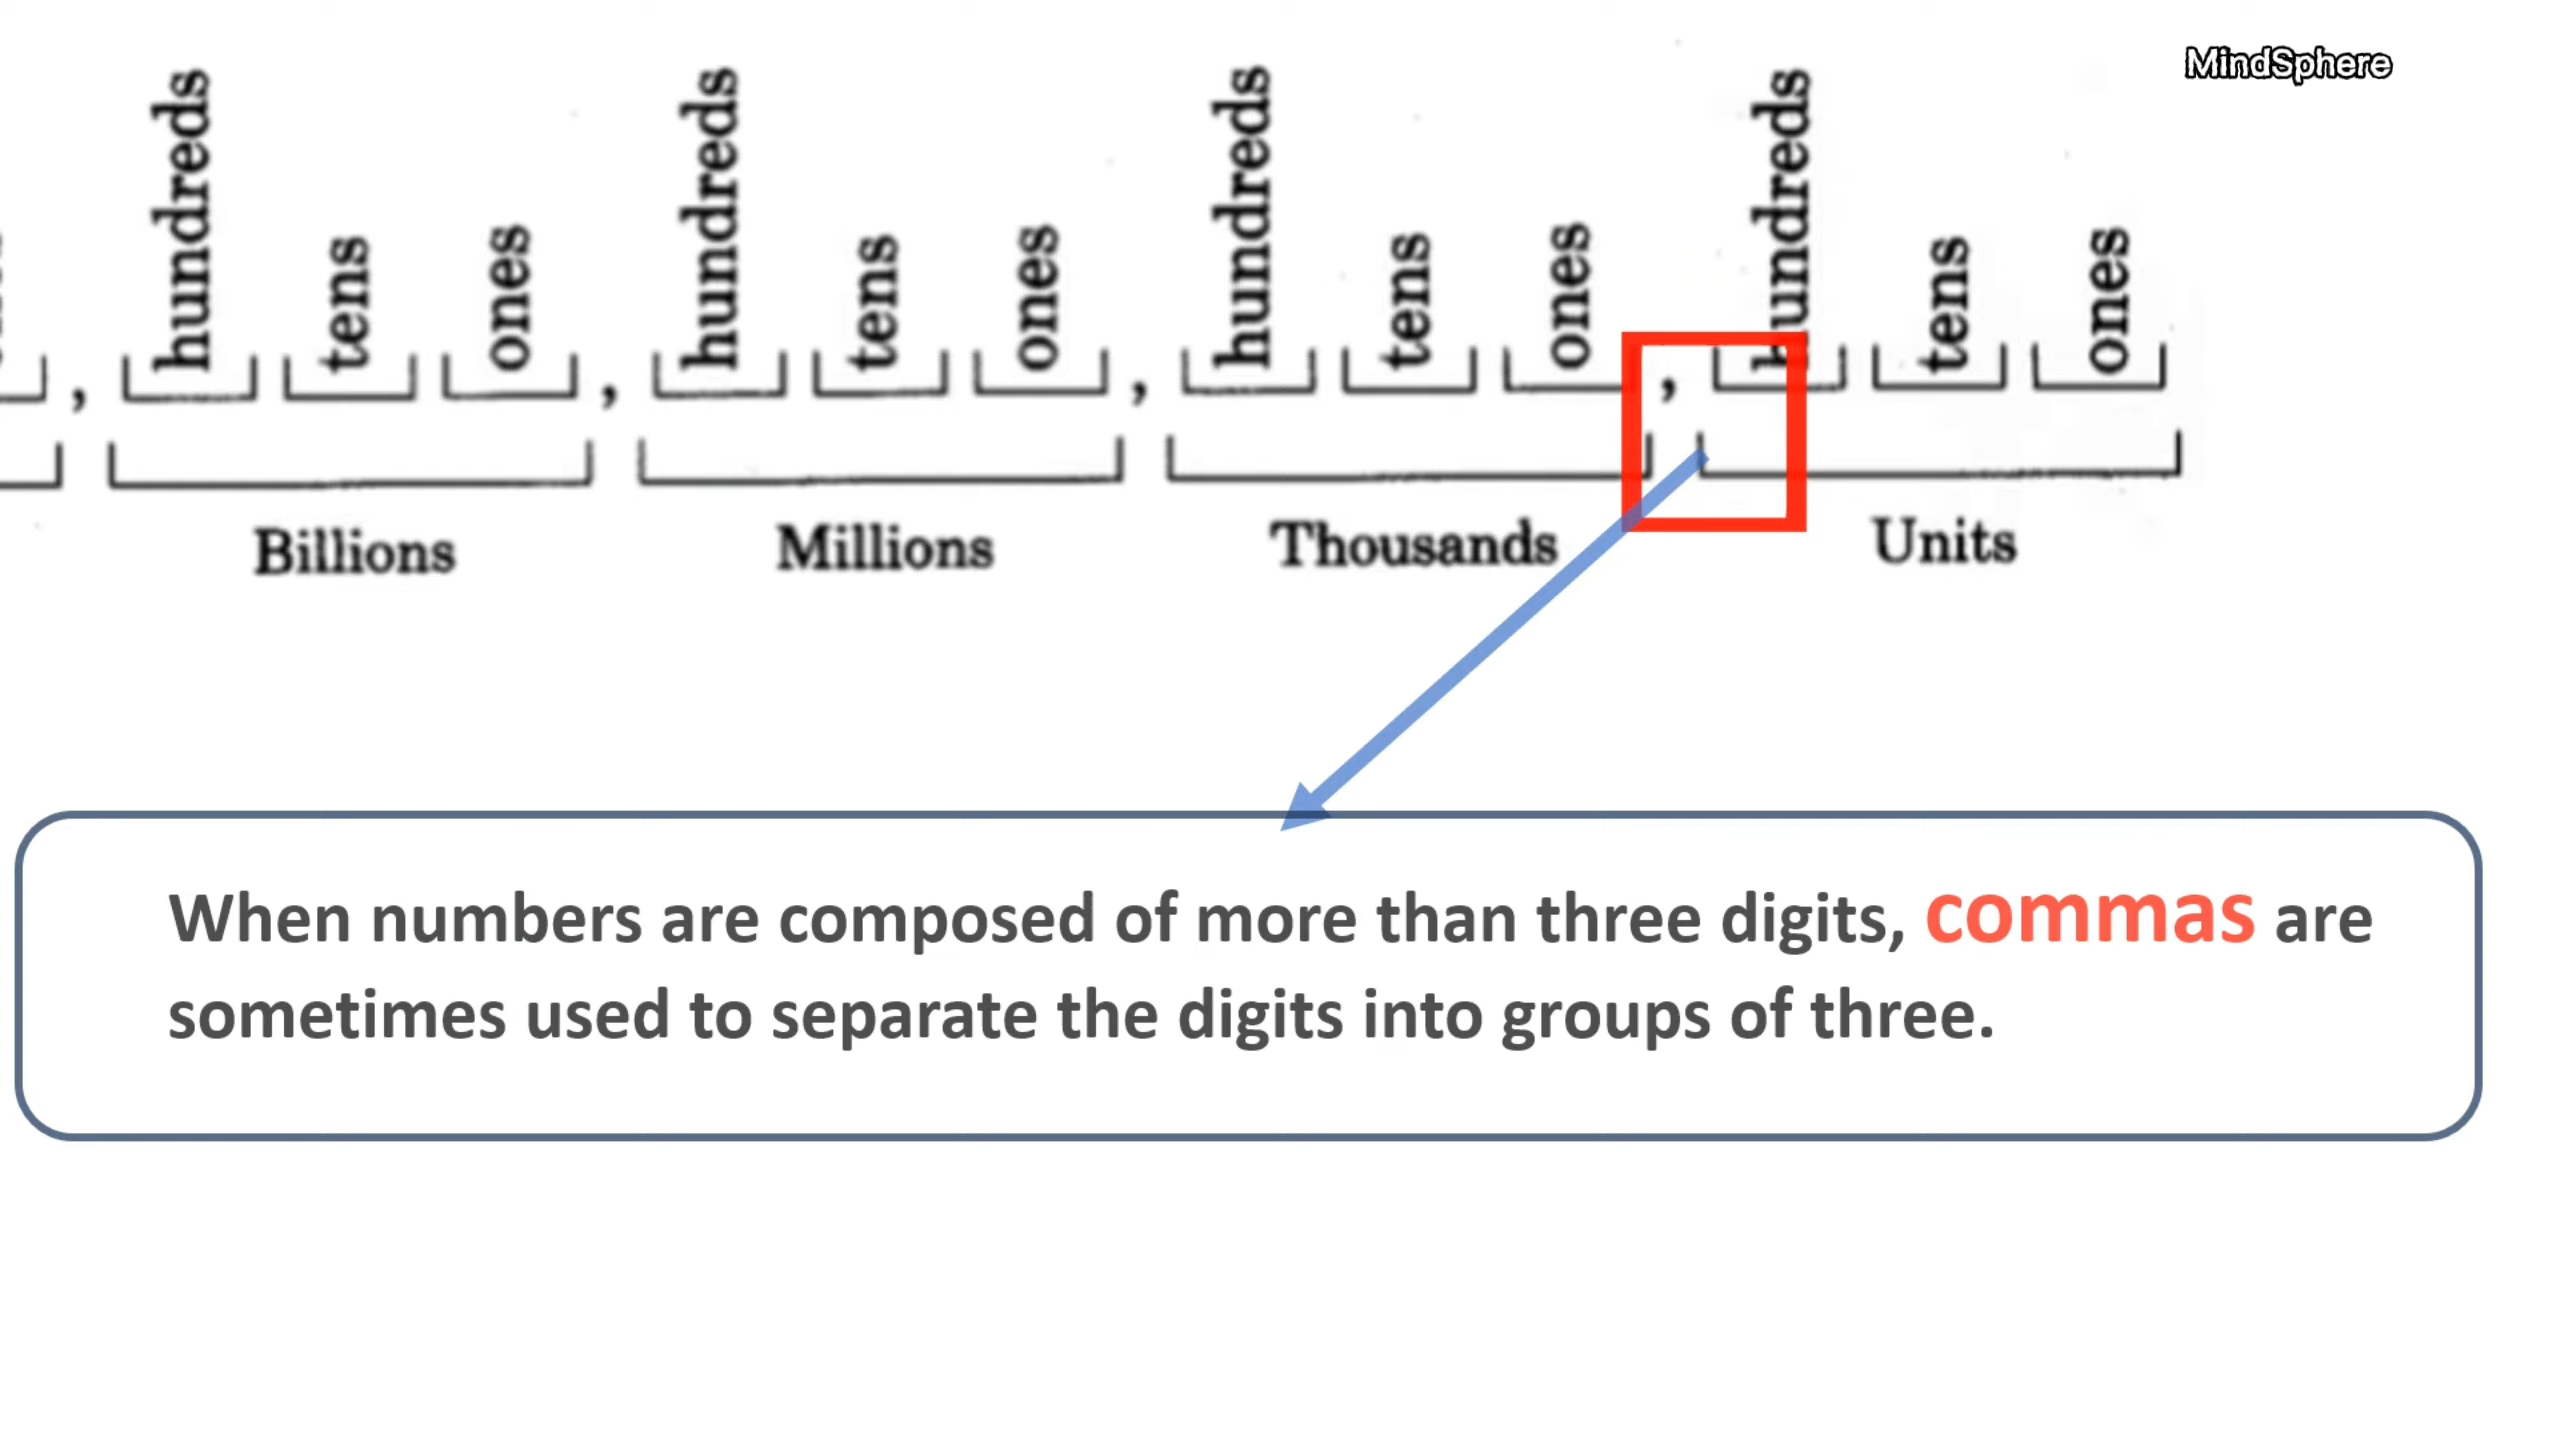 MindSphere
hundreds tens ones , hundreds tens ones , hundreds tens ones , hundreds tens ones
Billions Millions Thousands Units
When numbers are composed of more than three digits, commas are
sometimes used to separate the digits into groups of three.